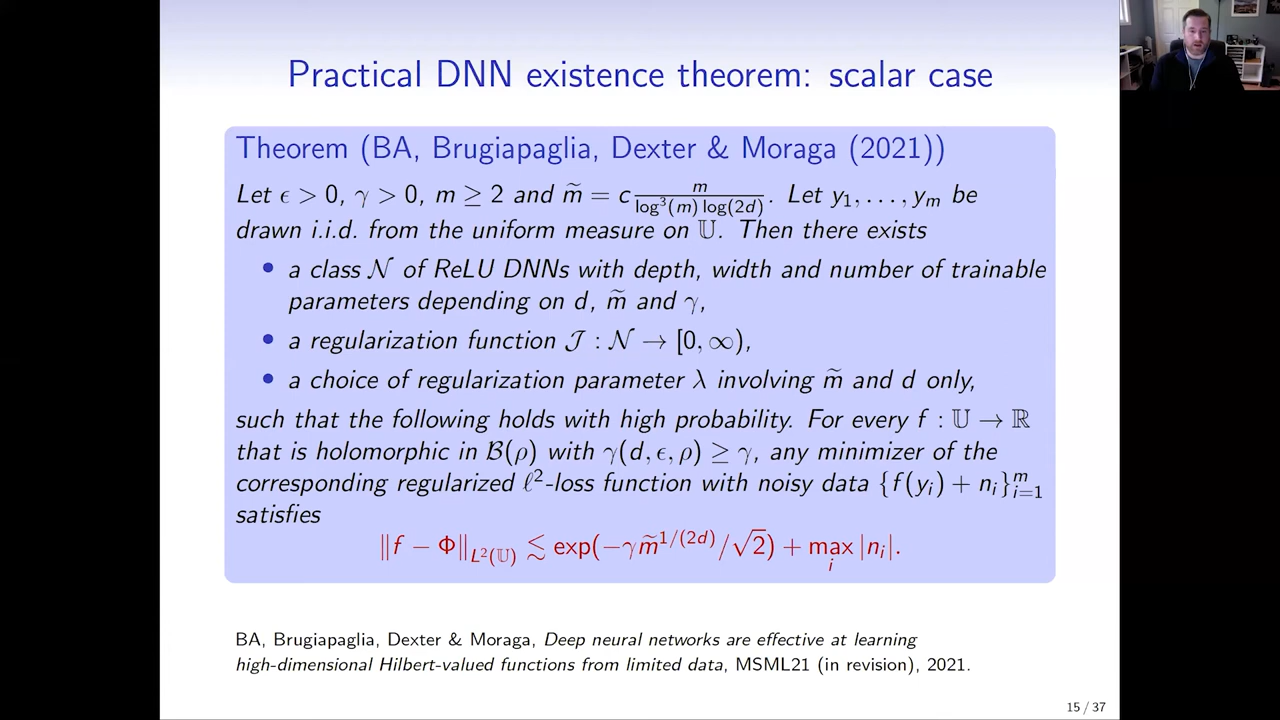 Practical DNN existence theorem: scalar case
Theorem (BA, Brugiapaglia, Dexter & Moraga (2021))
Let ϵ > 0, γ > 0, m ≥ 2 and m̃ = c m/(log³(m) log(2d)). Let y₁, . . . , yₘ be
drawn i.i.d. from the uniform measure on 𝕌. Then there exists
• a class 𝒩 of ReLU DNNs with depth, width and number of trainable
parameters depending on d, m̃ and γ,
• a regularization function 𝒥 : 𝒩 → [0, ∞),
• a choice of regularization parameter λ involving m̃ and d only,
such that the following holds with high probability. For every f : 𝕌 → ℝ
that is holomorphic in ℬ(ρ) with γ(d, ϵ, ρ) ≥ γ, any minimizer of the
corresponding regularized ℓ²-loss function with noisy data {f(yᵢ) + nᵢ}ᵐᵢ₌₁
satisfies
‖f − Φ‖_{L²(𝕌)} ≲ exp(−γm̃^{1/(2d)}/√2) + max_i |nᵢ|.
BA, Brugiapaglia, Dexter & Moraga, Deep neural networks are effective at learning
high-dimensional Hilbert-valued functions from limited data, MSML21 (in revision), 2021.
15 / 37